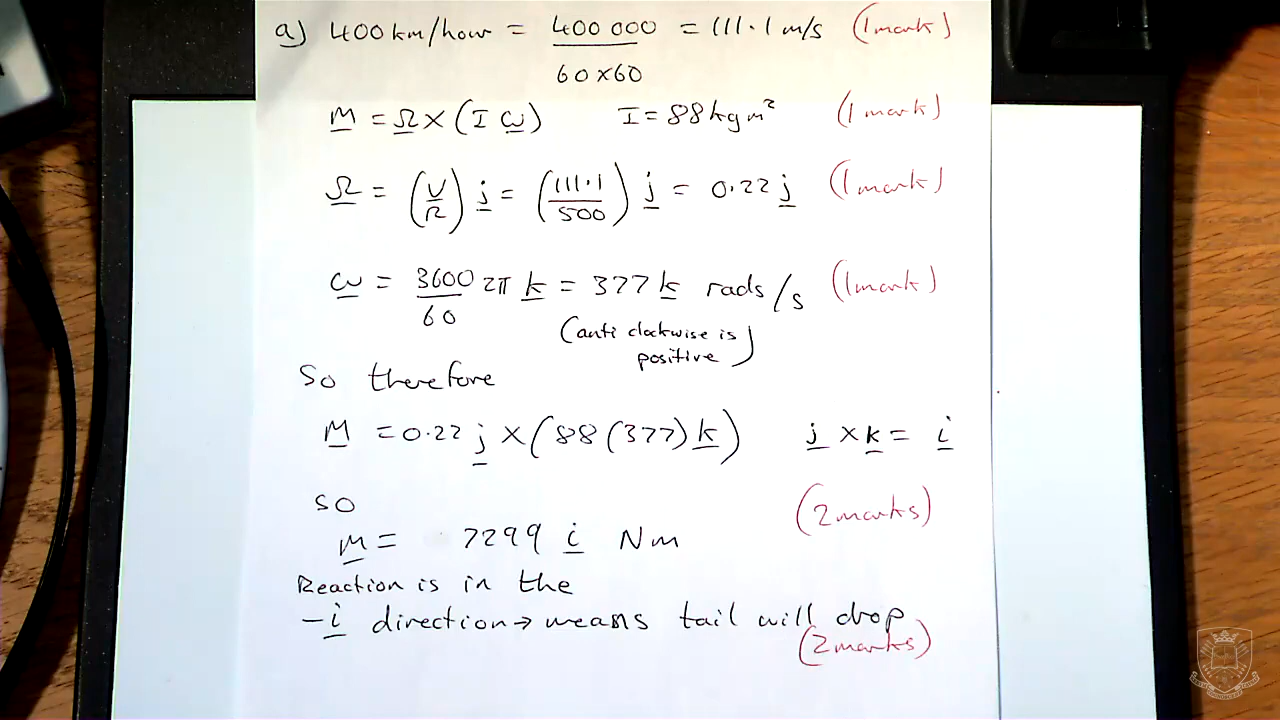 a) 400 km/hour = 400 000 / 60×60 = 111.1 m/s (1 mark)
M = Ω × (I ω) I = 88 kg m² (1 mark)
Ω = (V/R) j = (111.1/500) j = 0.22 j (1 mark)
ω = 3600/60 2π k = 377 k rads/s (1 mark)
(anti clockwise is positive)
So therefore
M = 0.22 j × (88 (377) k) j × k = i
so (2 marks)
M = 7299 i Nm
Reaction is in the
-i direction → means tail will drop
(2 marks)